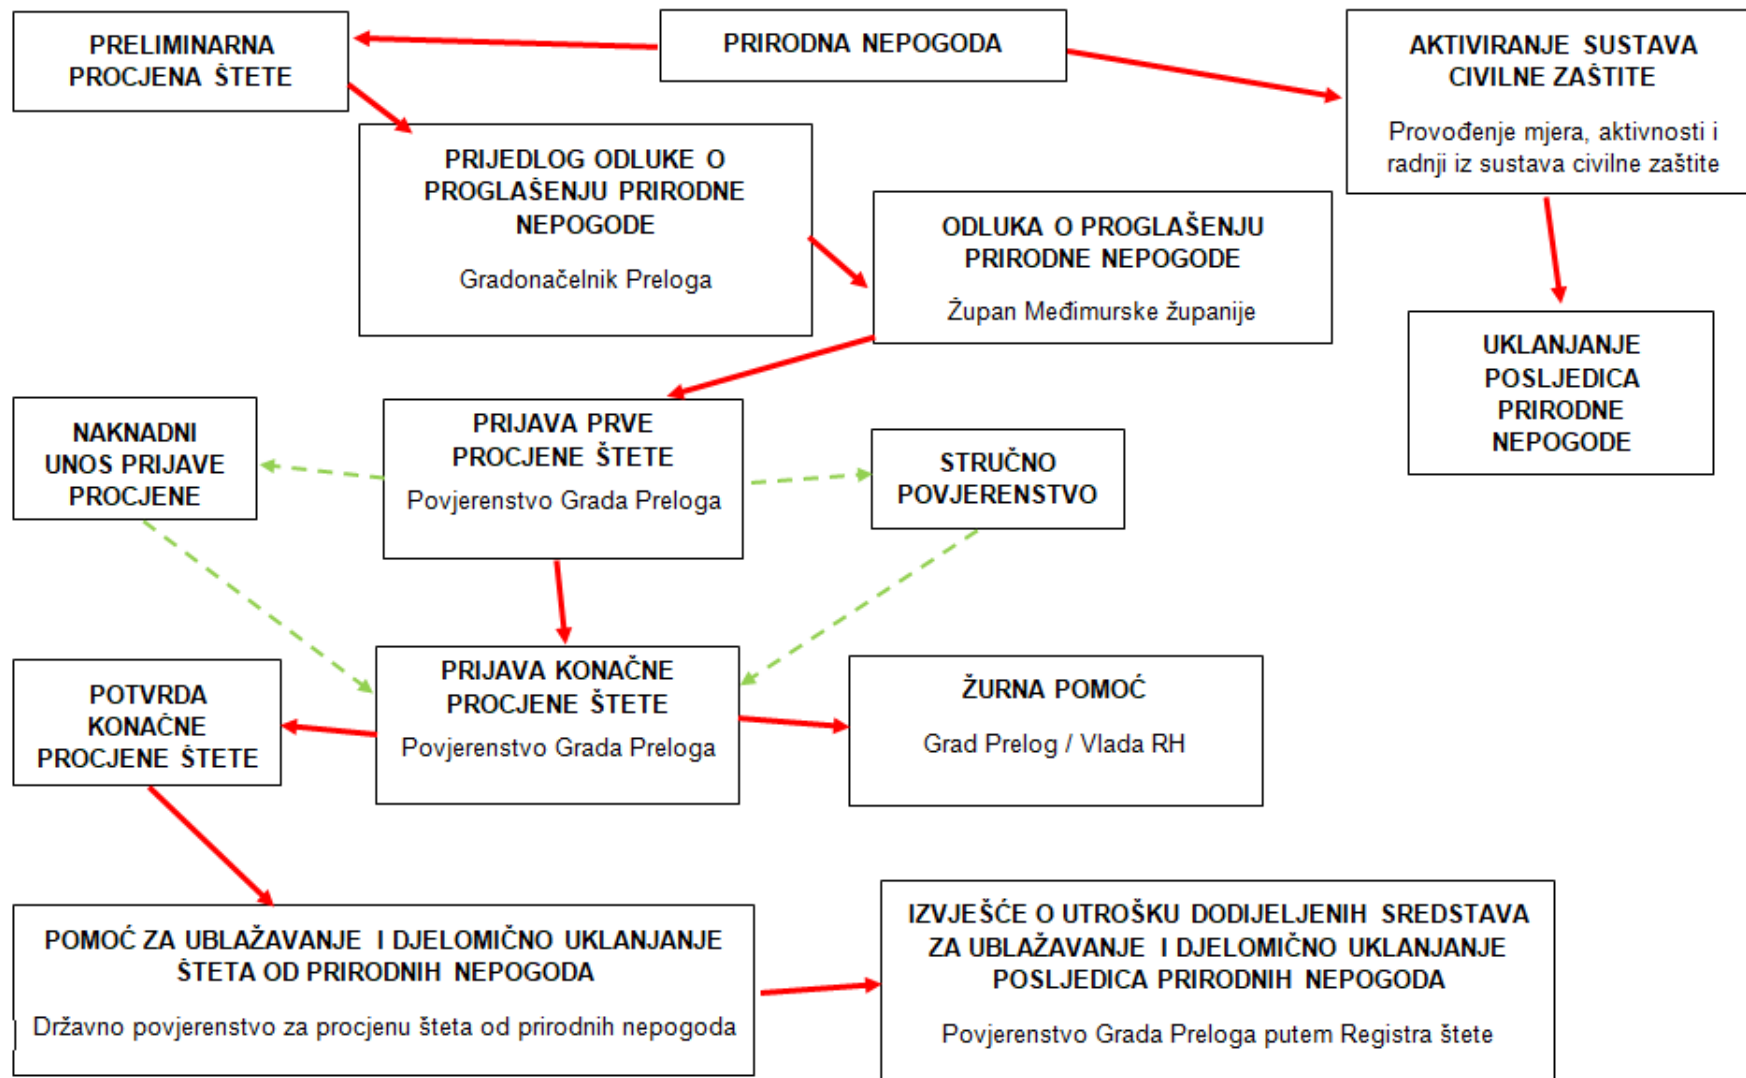 PRELIMINARNA
PROCJENA ŠTETE
PRIRODNA NEPOGODA
AKTIVIRANJE SUSTAVA
CIVILNE ZAŠTITE
Provođenje mjera, aktivnosti i
radnji iz sustava civilne zaštite
PRIJEDLOG ODLUKE O
PROGLAŠENJU PRIRODNE
NEPOGODE
Gradonačelnik Preloga
ODLUKA O PROGLAŠENJU
PRIRODNE NEPOGODE
Župan Međimurske županije
UKLANJANJE
POSLJEDICA
PRIRODNE
NEPOGODE
NAKNADNI
UNOS PRIJAVE
PROCJENE
PRIJAVA PRVE
PROCJENE ŠTETE
Povjerenstvo Grada Preloga
STRUČNO
POVJERENSTVO
POTVRDA
KONAČNE
PROCJENE ŠTETE
PRIJAVA KONAČNE
PROCJENE ŠTETE
Povjerenstvo Grada Preloga
ŽURNA POMOĆ
Grad Prelog / Vlada RH
POMOĆ ZA UBLAŽAVANJE I DJELOMIČNO UKLANJANJE
ŠTETA OD PRIRODNIH NEPOGODA
Državno povjerenstvo za procjenu šteta od prirodnih nepogoda
IZVJEŠĆE O UTROŠKU DODIJELJENIH SREDSTAVA
ZA UBLAŽAVANJE I DJELOMIČNO UKLANJANJE
POSLJEDICA PRIRODNIH NEPOGODA
Povjerenstvo Grada Preloga putem Registra štete